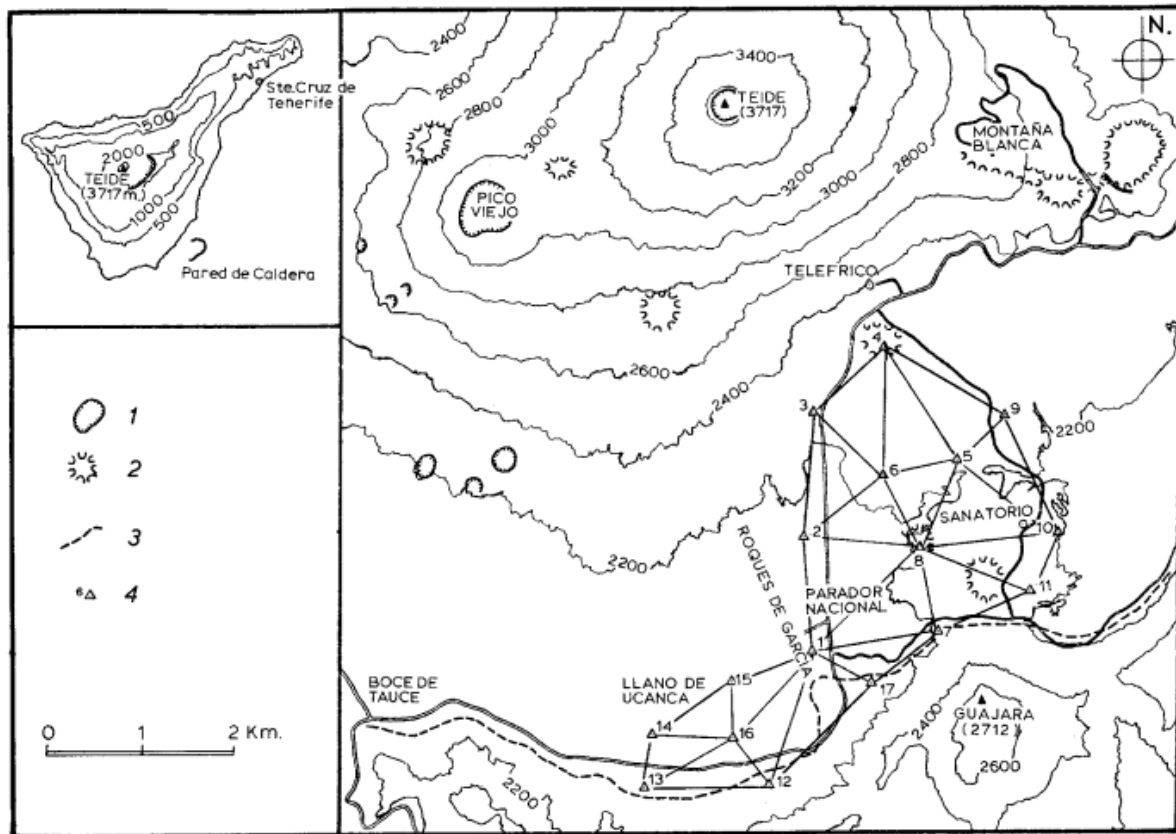 Ste. Cruz de
Tenerife
500
2000
TEIDE
(3717m.)
1000
500
Pared de Caldera
1
2
3
6
4
0
1
2 Km.
N.
2400
2600
2800
3000
3400
TEIDE
(3717)
MONTAÑA
BLANCA
PICO
VIEJO
3200
3000
2800
TELEFRICO
2600
2400
4
3
9
2200
5
6
SANATORIO
2
10
8
2200
ROQUES DE GARCIA
PARADOR
NACIONAL
11
7
1
BOCE DE
TAUCE
LLANO DE
UCANCA
15
17
14
16
GUAJARA
(2712)
2400
2600
13
12
2200